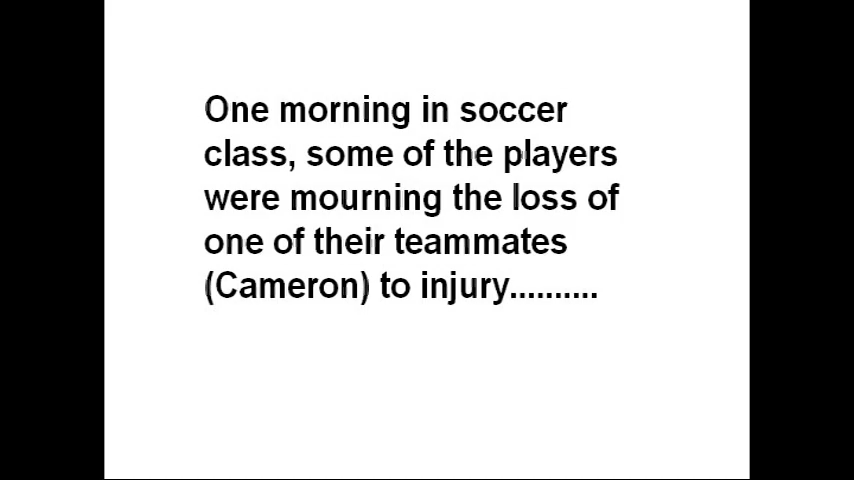 One morning in soccer
class, some of the players
were mourning the loss of
one of their teammates
(Cameron) to injury..........